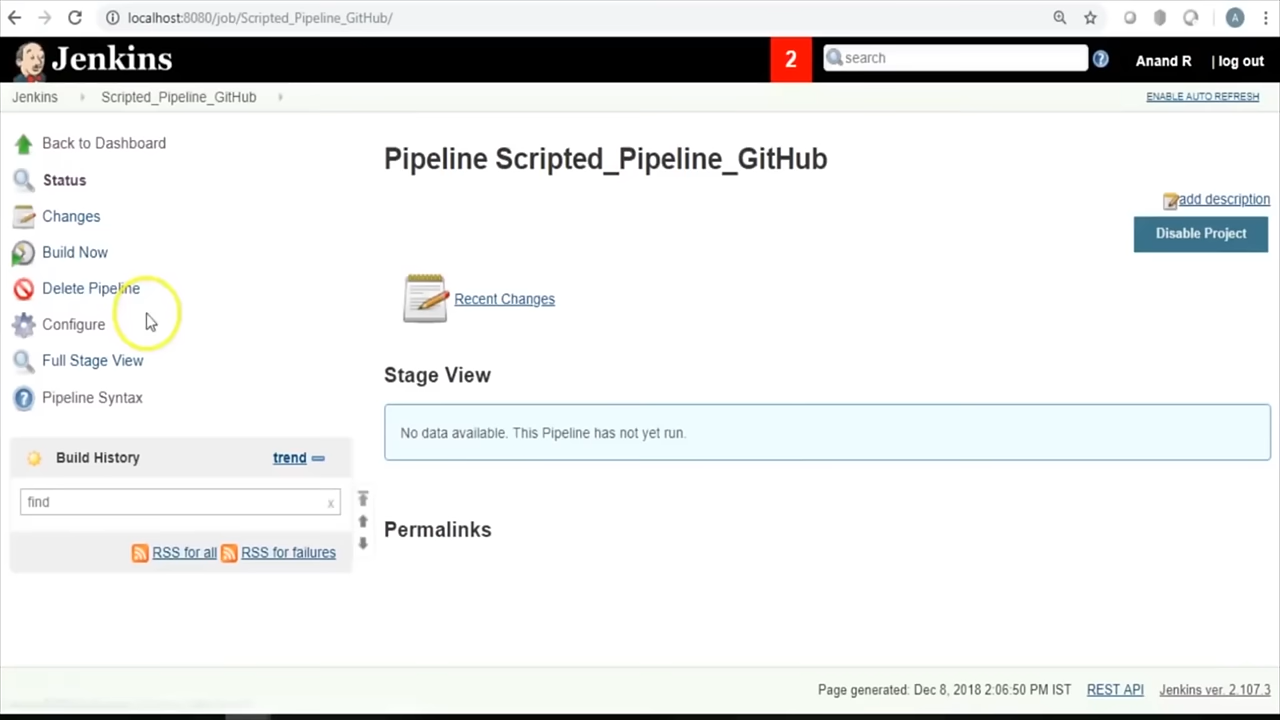 localhost:8080/job/Scripted_Pipeline_GitHub/
A
Jenkins
2
search
?
Anand R
| log out
Jenkins
Scripted_Pipeline_GitHub
ENABLE AUTO REFRESH
Back to Dashboard
Status
Changes
Build Now
Delete Pipeline
Configure
Full Stage View
Pipeline Syntax
Pipeline Scripted_Pipeline_GitHub
add description
Disable Project
Recent Changes
Stage View
No data available. This Pipeline has not yet run.
Build History
trend
find
x
RSS for all
RSS for failures
Permalinks
Page generated: Dec 8, 2018 2:06:50 PM IST
REST API
Jenkins ver. 2.107.3